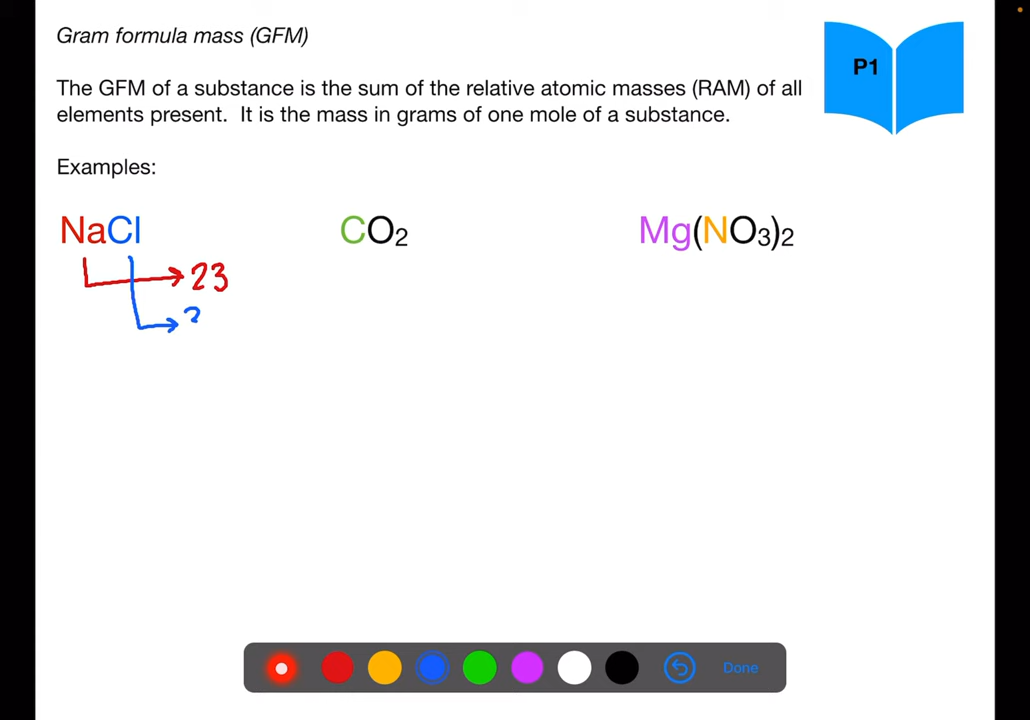 Gram formula mass (GFM)
P1
The GFM of a substance is the sum of the relative atomic masses (RAM) of all
elements present. It is the mass in grams of one mole of a substance.
Examples:
NaCl CO2 Mg(NO3)2
23
Done